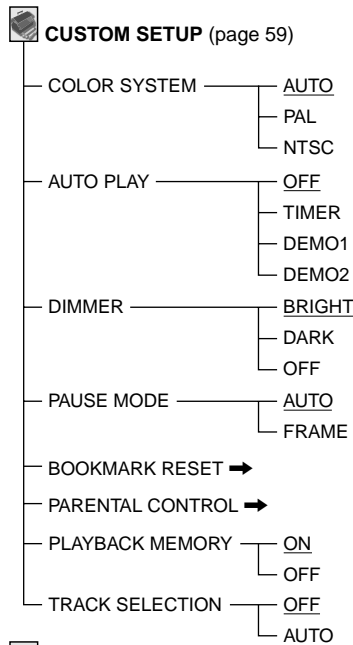 CUSTOM SETUP (page 59)
COLOR SYSTEM AUTO
PAL
NTSC
AUTO PLAY OFF
TIMER
DEMO1
DEMO2
DIMMER BRIGHT
DARK
OFF
PAUSE MODE AUTO
FRAME
BOOKMARK RESET ➡
PARENTAL CONTROL ➡
PLAYBACK MEMORY ON
OFF
TRACK SELECTION OFF
AUTO